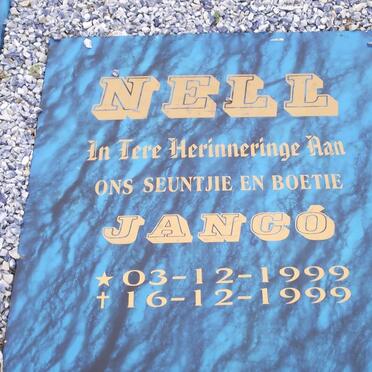 NELL
In Tere Herinneringe Aan
ONS SEUNTJIE EN BOETIE
JANCÓ
★ 03-12-1999
† 16-12-1999